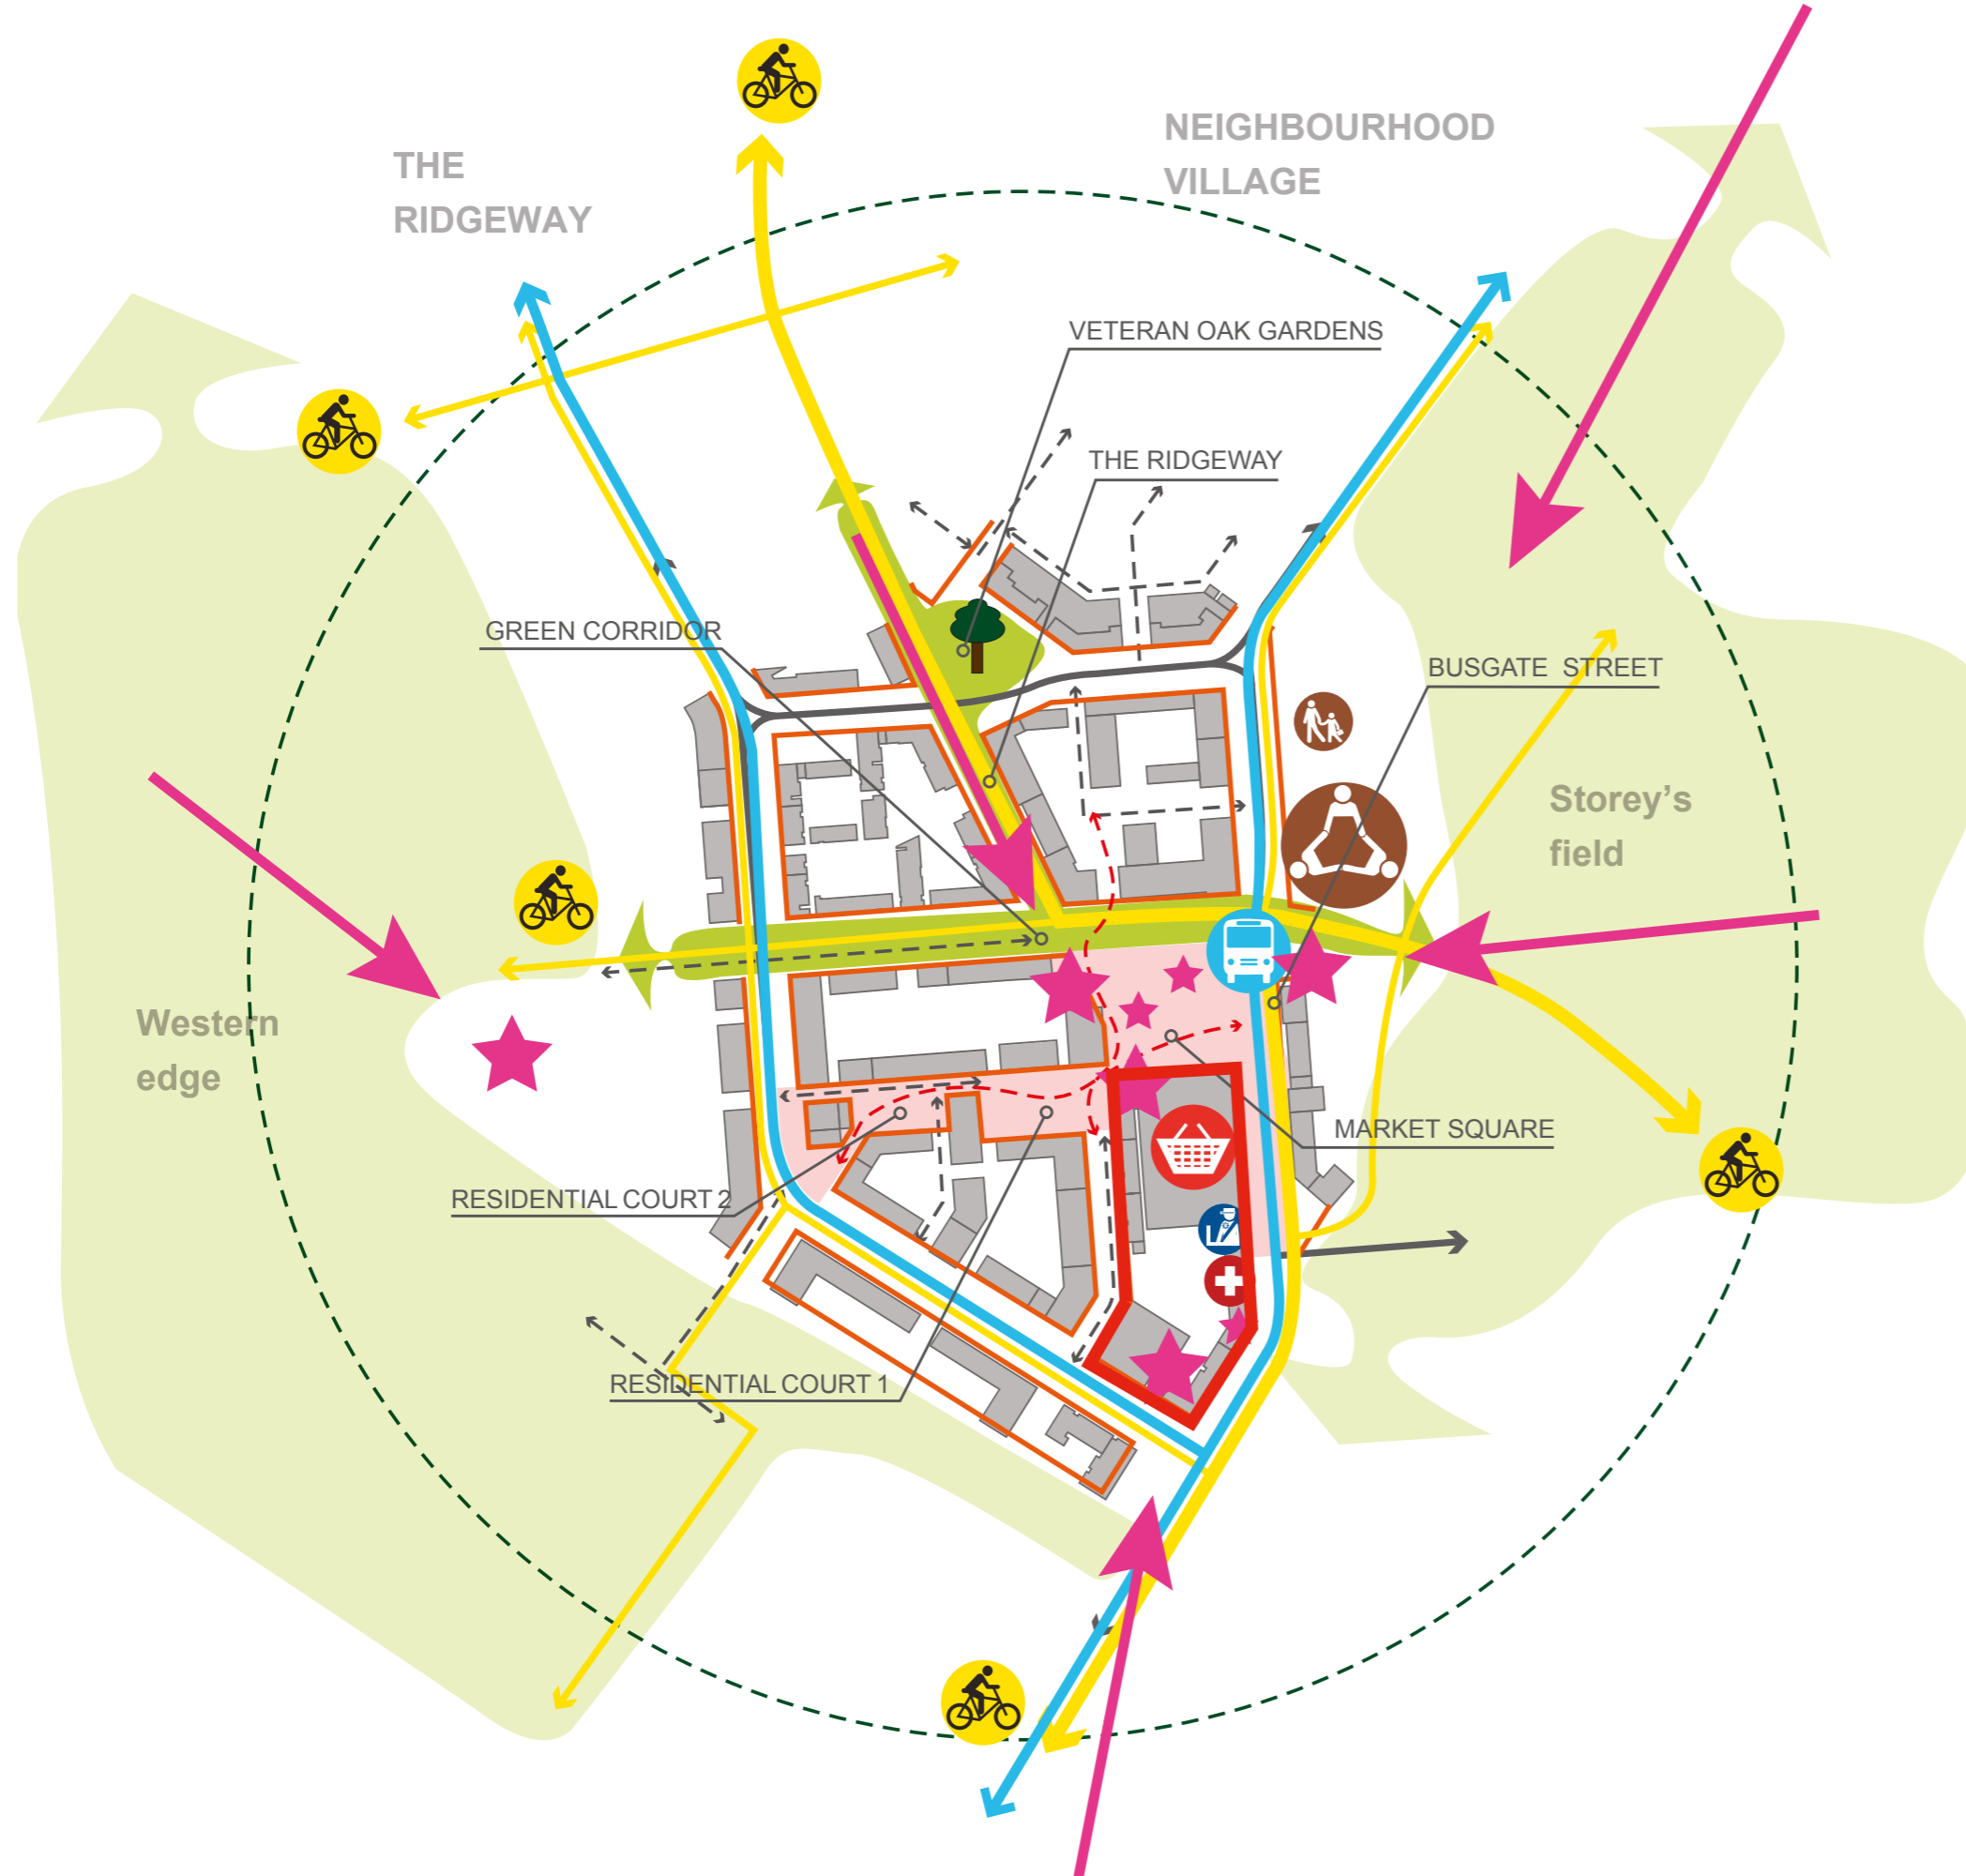 NEIGHBOURHOOD
VILLAGE
THE
RIDGEWAY
VETERAN OAK GARDENS
THE RIDGEWAY
GREEN CORRIDOR
BUSGATE STREET
Storey's
field
Western
edge
MARKET SQUARE
RESIDENTIAL COURT 2
RESIDENTIAL COURT 1